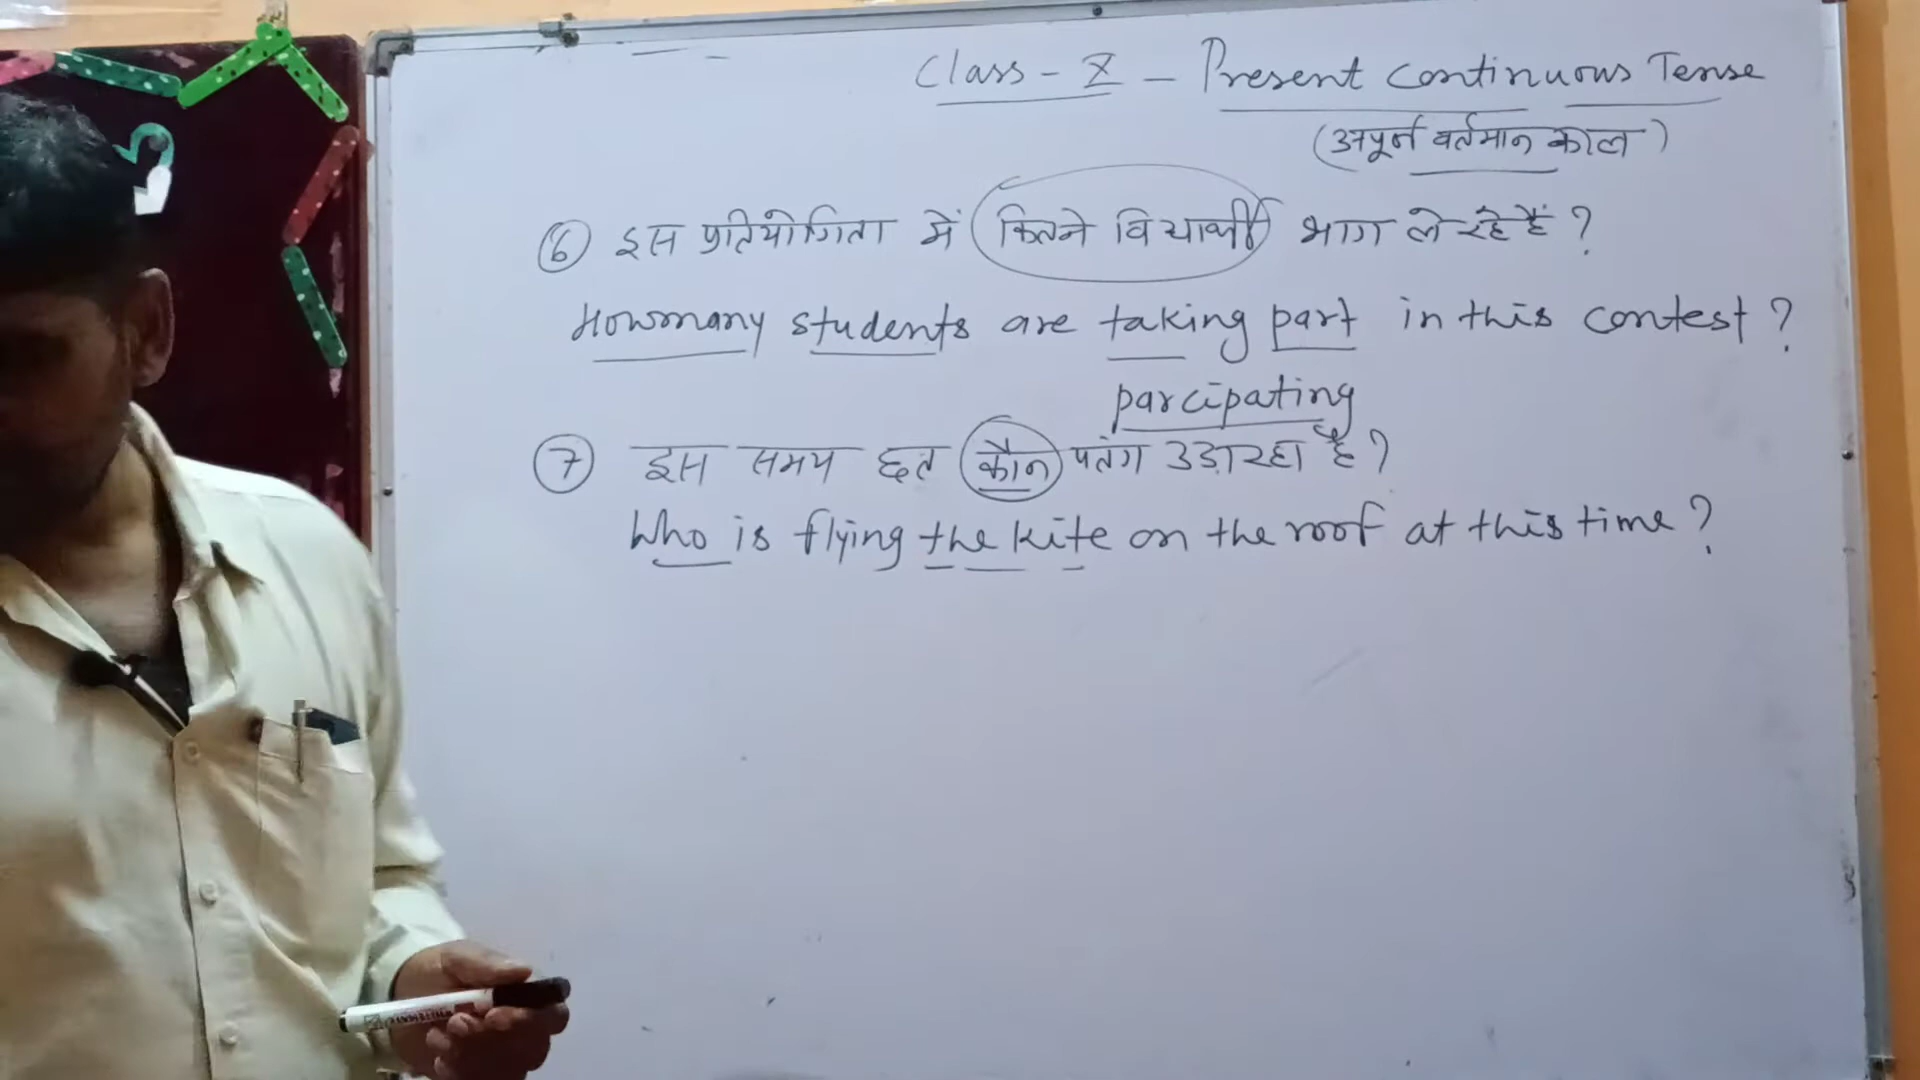 Class - X - Present Continuous Tense
(अपूर्न वर्तमान काल)
⑥ इस प्रतियोगिता में कितने विद्यार्थी भाग ले रहे हैं ?
Howmany students are taking part in this contest ?
parcipating
⑦ इस समय छत कौन पतंग उड़ा रहा है ?
Who is flying the kite on the roof at this time ?